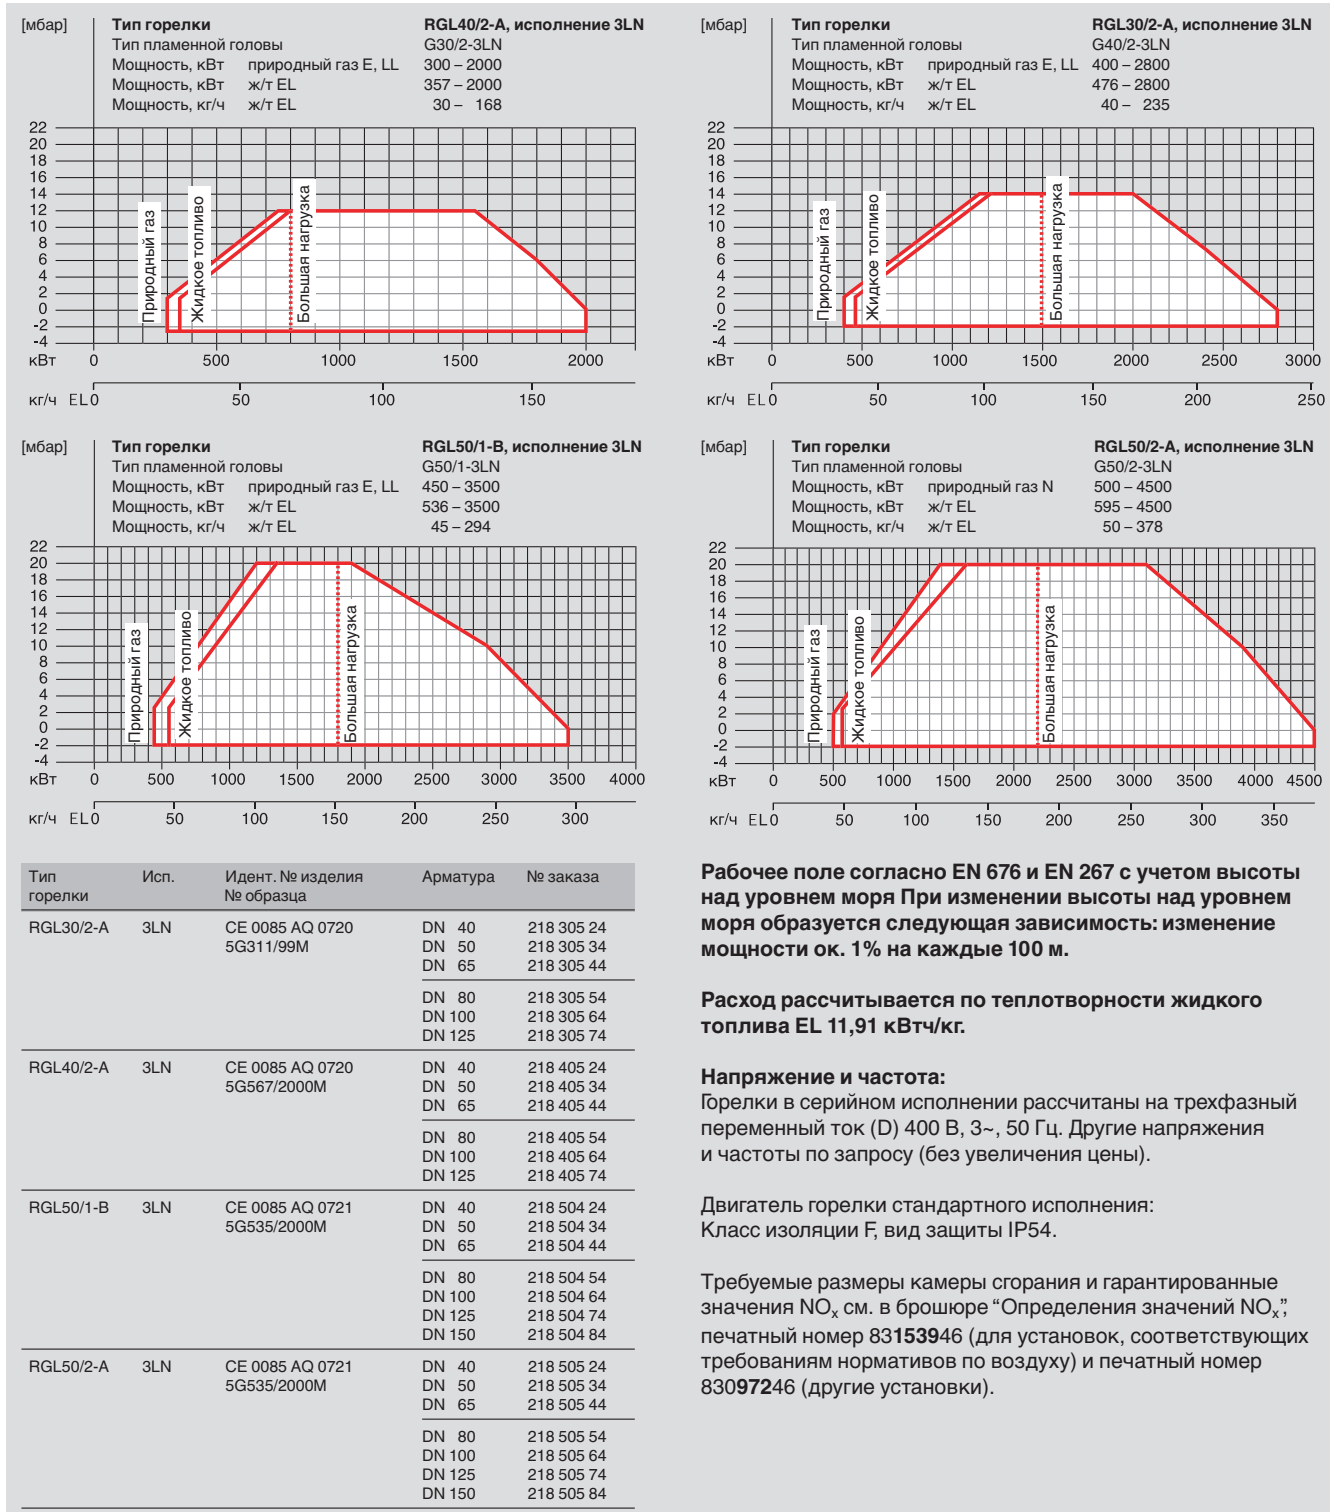 [мбар]
Тип горелки RGL40/2-A, исполнение 3LN
Тип пламенной головы G30/2-3LN
Мощность, кВт природный газ E, LL 300 – 2000
Мощность, кВт ж/т EL 357 – 2000
Мощность, кг/ч ж/т EL 30 – 168
22
20
18
16
14
12
10
8
6
4
2
0
-2
-4
Природный газ
Жидкое топливо
Большая нагрузка
кВт 0 500 1000 1500 2000
кг/ч EL 0 50 100 150
[мбар]
Тип горелки RGL30/2-A, исполнение 3LN
Тип пламенной головы G40/2-3LN
Мощность, кВт природный газ E, LL 400 – 2800
Мощность, кВт ж/т EL 476 – 2800
Мощность, кг/ч ж/т EL 40 – 235
22
20
18
16
14
12
10
8
6
4
2
0
-2
-4
Природный газ
Жидкое топливо
Большая нагрузка
кВт 0 500 1000 1500 2000 2500 3000
кг/ч EL 0 50 100 150 200 250
[мбар]
Тип горелки RGL50/1-B, исполнение 3LN
Тип пламенной головы G50/1-3LN
Мощность, кВт природный газ E, LL 450 – 3500
Мощность, кВт ж/т EL 536 – 3500
Мощность, кг/ч ж/т EL 45 – 294
22
20
18
16
14
12
10
8
6
4
2
0
-2
-4
Природный газ
Жидкое топливо
Большая нагрузка
кВт 0 500 1000 1500 2000 2500 3000 3500 4000
кг/ч EL 0 50 100 150 200 250 300
[мбар]
Тип горелки RGL50/2-A, исполнение 3LN
Тип пламенной головы G50/2-3LN
Мощность, кВт природный газ N 500 – 4500
Мощность, кВт ж/т EL 595 – 4500
Мощность, кг/ч ж/т EL 50 – 378
22
20
18
16
14
12
10
8
6
4
2
0
-2
-4
Природный газ
Жидкое топливо
Большая нагрузка
кВт 0 500 1000 1500 2000 2500 3000 3500 4000 4500
кг/ч EL 0 50 100 150 200 250 300 350
Тип Исп. Идент. № изделия Арматура № заказа
горелки № образца
RGL30/2-A 3LN CE 0085 AQ 0720 DN 40 218 305 24
5G311/99M DN 50 218 305 34
DN 65 218 305 44
DN 80 218 305 54
DN 100 218 305 64
DN 125 218 305 74
RGL40/2-A 3LN CE 0085 AQ 0720 DN 40 218 405 24
5G567/2000M DN 50 218 405 34
DN 65 218 405 44
DN 80 218 405 54
DN 100 218 405 64
DN 125 218 405 74
RGL50/1-B 3LN CE 0085 AQ 0721 DN 40 218 504 24
5G535/2000M DN 50 218 504 34
DN 65 218 504 44
DN 80 218 504 54
DN 100 218 504 64
DN 125 218 504 74
DN 150 218 504 84
RGL50/2-A 3LN CE 0085 AQ 0721 DN 40 218 505 24
5G535/2000M DN 50 218 505 34
DN 65 218 505 44
DN 80 218 505 54
DN 100 218 505 64
DN 125 218 505 74
DN 150 218 505 84
Рабочее поле согласно EN 676 и EN 267 с учетом высоты
над уровнем моря При изменении высоты над уровнем
моря образуется следующая зависимость: изменение
мощности ок. 1% на каждые 100 м.
Расход рассчитывается по теплотворности жидкого
топлива EL 11,91 кВтч/кг.
Напряжение и частота:
Горелки в серийном исполнении рассчитаны на трехфазный
переменный ток (D) 400 В, 3~, 50 Гц. Другие напряжения
и частоты по запросу (без увеличения цены).
Двигатель горелки стандартного исполнения:
Класс изоляции F, вид защиты IP54.
Требуемые размеры камеры сгорания и гарантированные
значения NOₓ см. в брошюре “Определения значений NOₓ”,
печатный номер 83153946 (для установок, соответствующих
требованиям нормативов по воздуху) и печатный номер
83097246 (другие установки).